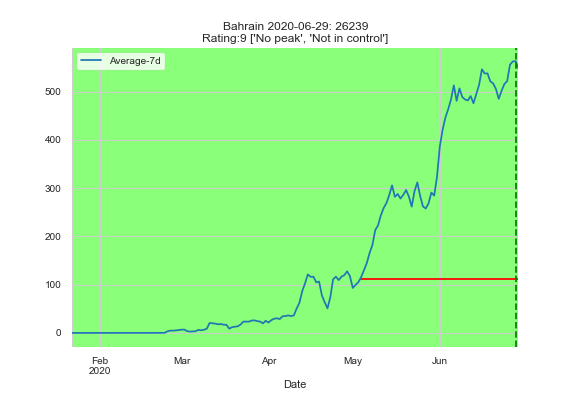 Bahrain 2020-06-29: 26239
Rating:9 ['No peak', 'Not in control']
Average-7d
500
400
300
200
100
0
Feb Mar Apr May Jun
2020
Date